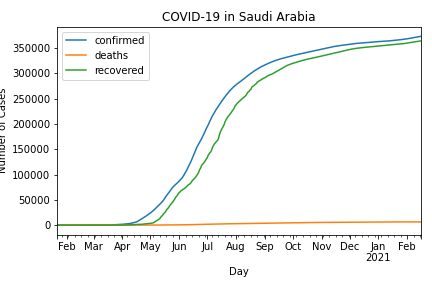 COVID-19 in Saudi Arabia
confirmed
deaths
recovered
350000
300000
250000
200000
150000
100000
50000
0
Number of Cases
Feb Mar Apr May Jun Jul Aug Sep Oct Nov Dec Jan Feb
2021
Day